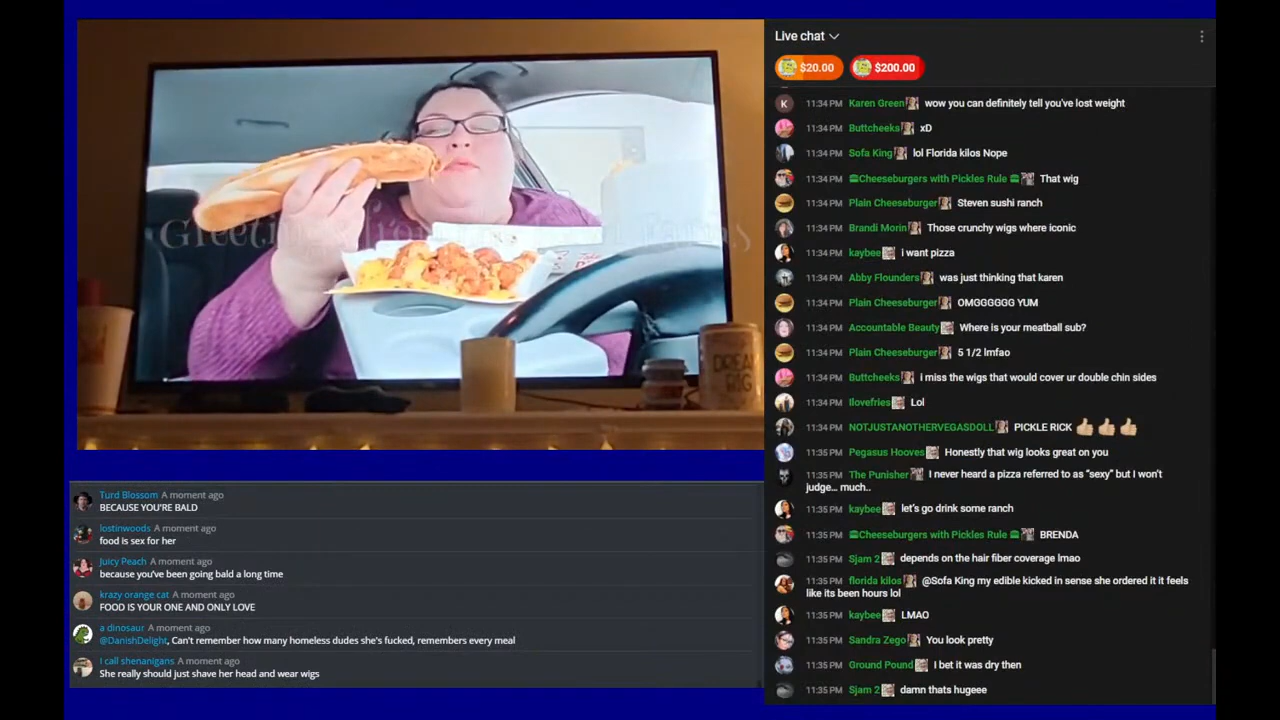 Greetings from
DREAM
BIG
Turd Blossom A moment ago
BECAUSE YOU'RE BALD
lostinwoods A moment ago
food is sex for her
Juicy Peach A moment ago
because you've been going bald a long time
krazy orange cat A moment ago
FOOD IS YOUR ONE AND ONLY LOVE
a dinosaur A moment ago
@DanishDelight, Can't remember how many homeless dudes she's fucked, remembers every meal
I call shenanigans A moment ago
She really should just shave her head and wear wigs
Live chat
$20.00 $200.00
K 11:34 PM Karen Green wow you can definitely tell you've lost weight
11:34 PM Buttcheeks xD
11:34 PM Sofa King lol Florida kilos Nope
11:34 PM Cheeseburgers with Pickles Rule That wig
11:34 PM Plain Cheeseburger Steven sushi ranch
11:34 PM Brandi Morin Those crunchy wigs where iconic
11:34 PM kaybee i want pizza
11:34 PM Abby Flounders was just thinking that karen
11:34 PM Plain Cheeseburger OMGGGGGG YUM
11:34 PM Accountable Beauty Where is your meatball sub?
11:34 PM Plain Cheeseburger 5 1/2 lmfao
11:34 PM Buttcheeks i miss the wigs that would cover ur double chin sides
11:34 PM Ilovefries Lol
11:34 PM NOTJUSTANOTHERVEGASDOLL PICKLE RICK 👍🏼👍🏼👍🏼
11:35 PM Pegasus Hooves Honestly that wig looks great on you
11:35 PM The Punisher I never heard a pizza referred to as “sexy” but I won't
judge… much..
11:35 PM kaybee let's go drink some ranch
11:35 PM Cheeseburgers with Pickles Rule BRENDA
11:35 PM Sjam 2 depends on the hair fiber coverage lmao
11:35 PM florida kilos @Sofa King my edible kicked in sense she ordered it it feels
like its been hours lol
11:35 PM kaybee LMAO
11:35 PM Sandra Zego You look pretty
11:35 PM Ground Pound I bet it was dry then
11:35 PM Sjam 2 damn thats hugeee